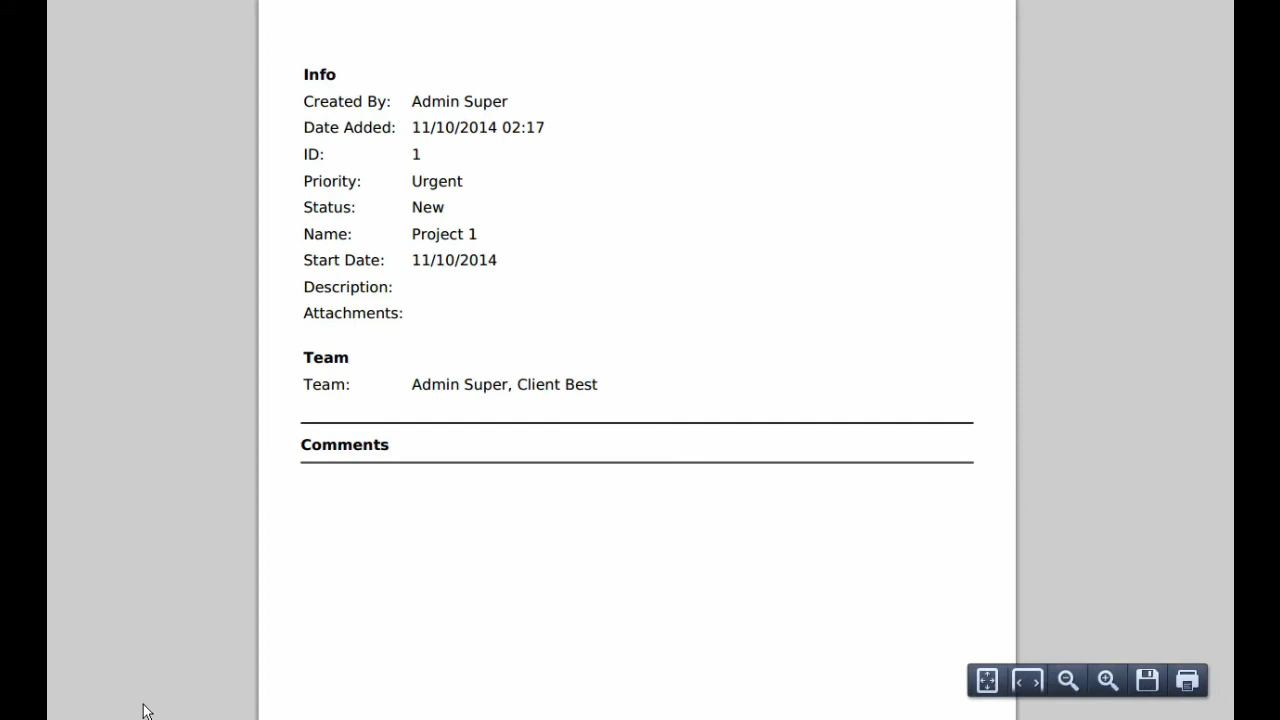 Info
Created By: Admin Super
Date Added: 11/10/2014 02:17
ID: 1
Priority: Urgent
Status: New
Name: Project 1
Start Date: 11/10/2014
Description:
Attachments:
Team
Team: Admin Super, Client Best
Comments